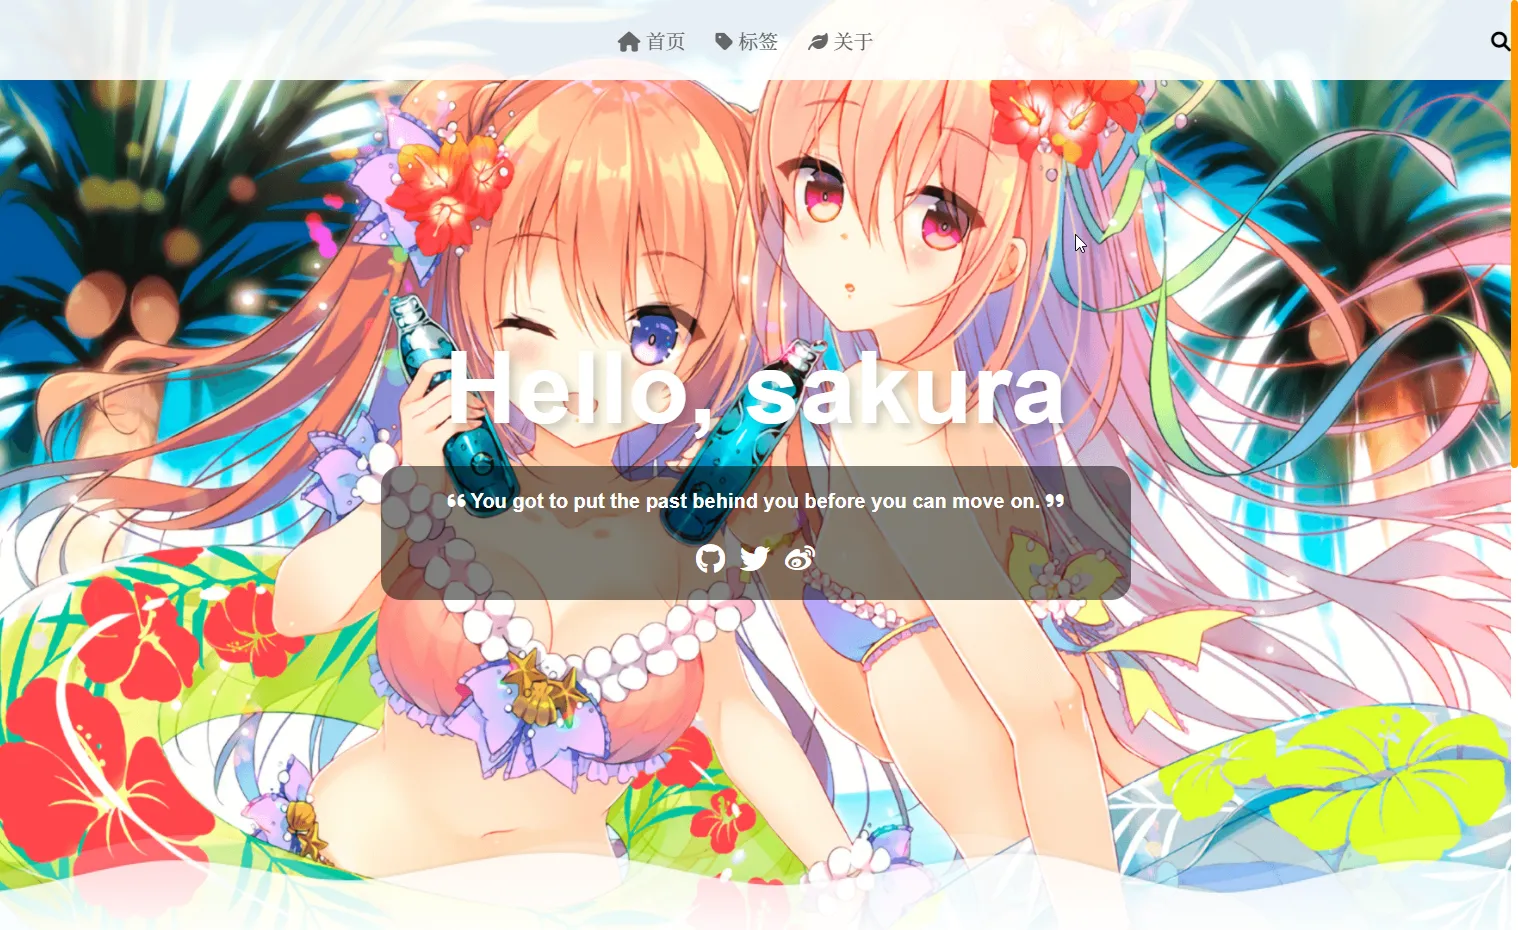 首页 标签 关于
Hello, sakura
“ You got to put the past behind you before you can move on. ”